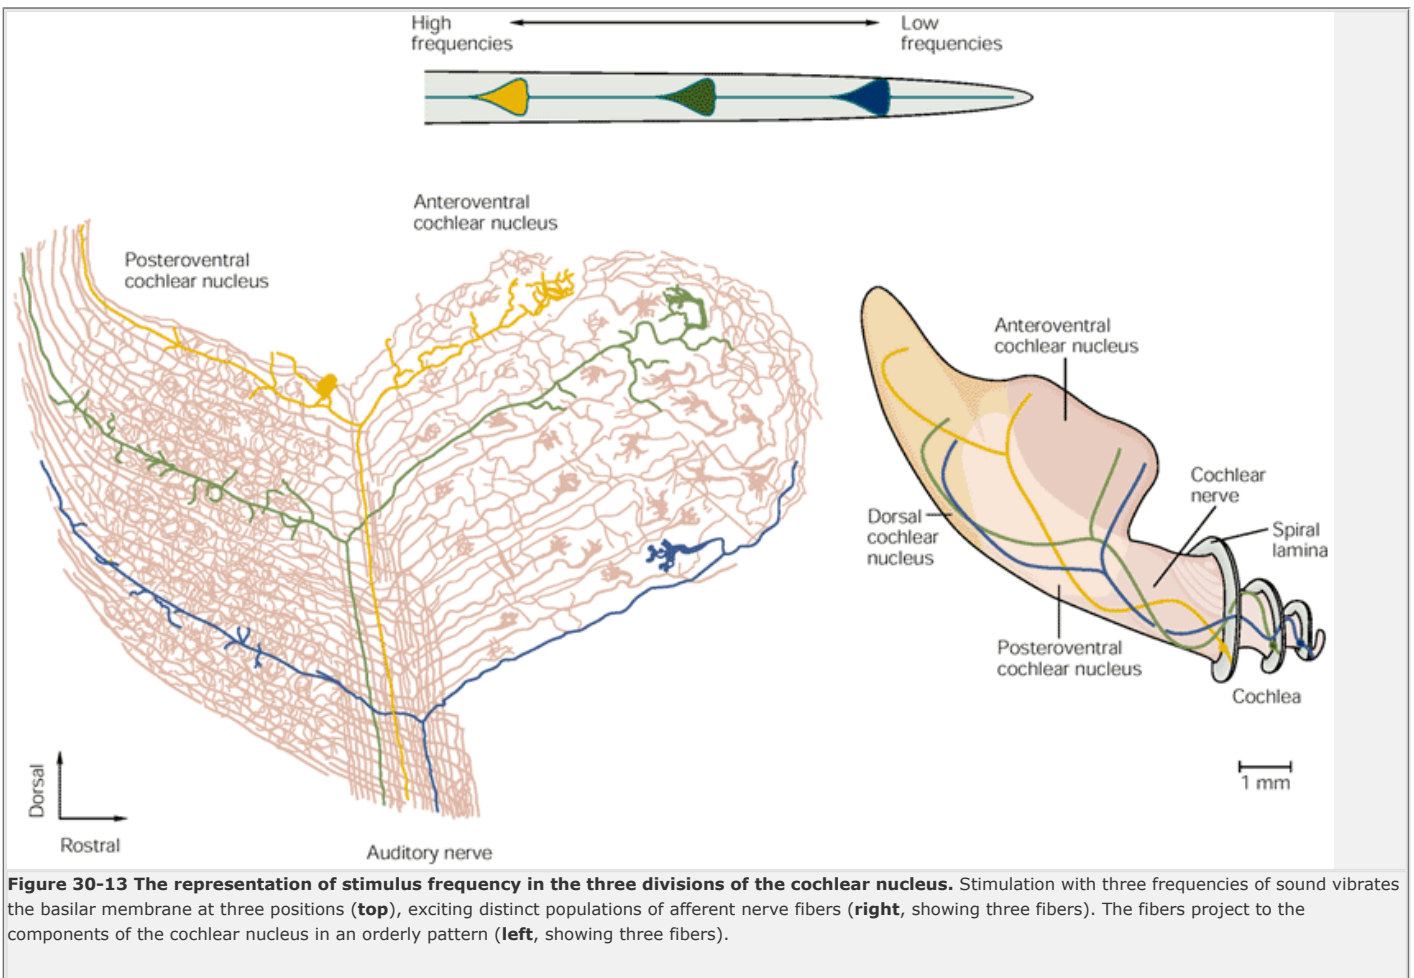 High
frequencies
Low
frequencies
Anteroventral
cochlear nucleus
Posteroventral
cochlear nucleus
Anteroventral
cochlear nucleus
Cochlear
nerve
Spiral
lamina
Dorsal
cochlear
nucleus
Posteroventral
cochlear nucleus
Cochlea
1 mm
Dorsal
Rostral
Auditory nerve
Figure 30-13 The representation of stimulus frequency in the three divisions of the cochlear nucleus. Stimulation with three frequencies of sound vibrates
the basilar membrane at three positions (top), exciting distinct populations of afferent nerve fibers (right, showing three fibers). The fibers project to the
components of the cochlear nucleus in an orderly pattern (left, showing three fibers).